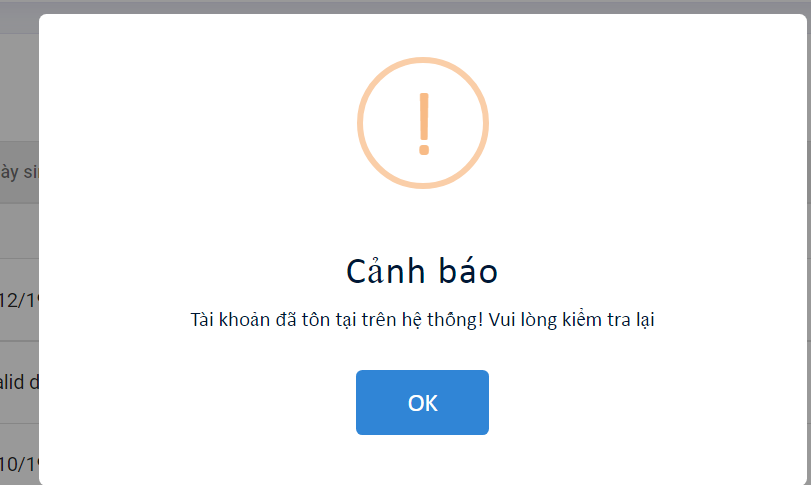 !
Cảnh báo
Tài khoản đã tồn tại trên hệ thống! Vui lòng kiểm tra lại
OK